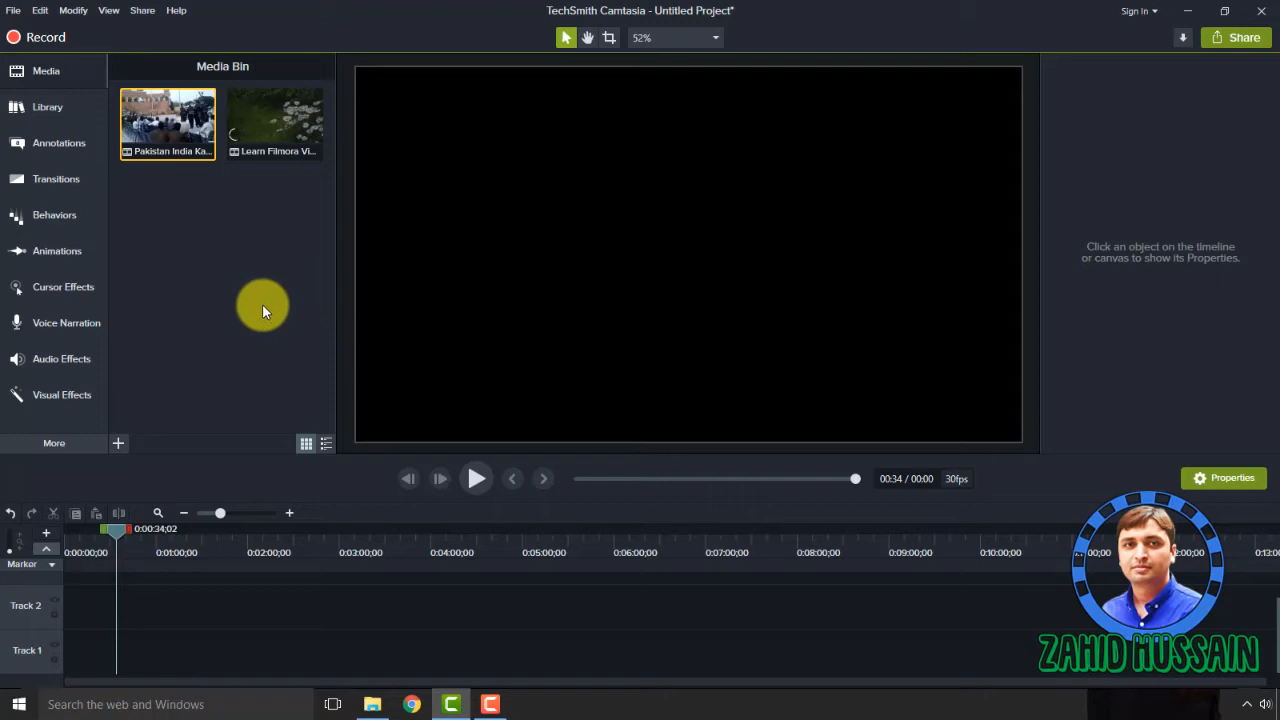 File Edit Modify View Share Help
TechSmith Camtasia - Untitled Project*
Sign In
Record
52%
Share
Media
Library
Annotations
Transitions
Behaviors
Animations
Cursor Effects
Voice Narration
Audio Effects
Visual Effects
More
Media Bin
Pakistan India Ka...
Learn Filmora Vi...
Click an object on the timeline
or canvas to show its Properties.
00:34 / 00:00
30fps
Properties
0:00:34;02
0:00:00;00 0:01:00;00 0:02:00;00 0:03:00;00 0:04:00;00 0:05:00;00 0:06:00;00 0:07:00;00 0:08:00;00 0:09:00;00 0:10:00;00
Marker
Track 2
Track 1
ZAHID HUSSAIN
Search the web and Windows